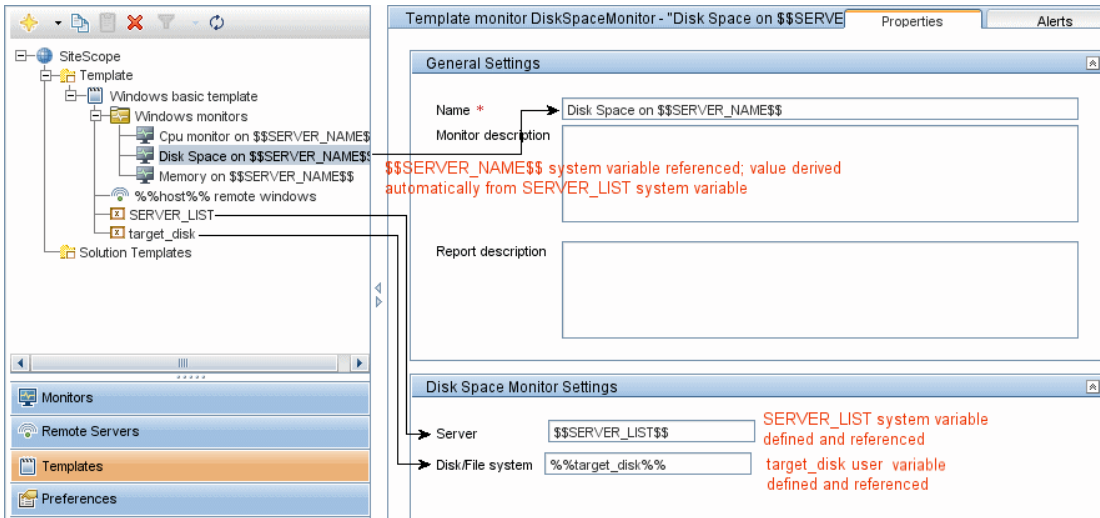 SiteScope
Template
Windows basic template
Windows monitors
Cpu monitor on $$SERVER_NAME$
Disk Space on $$SERVER_NAME$$
Memory on $$SERVER_NAME$$
%%host%% remote windows
SERVER_LIST
target_disk
Solution Templates
Monitors
Remote Servers
Templates
Preferences
Template monitor DiskSpaceMonitor - "Disk Space on $$SERVE
Properties
Alerts
General Settings
Name *
Disk Space on $$SERVER_NAME$$
Monitor description
$$SERVER_NAME$$ system variable referenced; value derived
automatically from SERVER_LIST system variable
Report description
Disk Space Monitor Settings
Server
$$SERVER_LIST$$
SERVER_LIST system variable
defined and referenced
Disk/File system
%%target_disk%%
target_disk user variable
defined and referenced